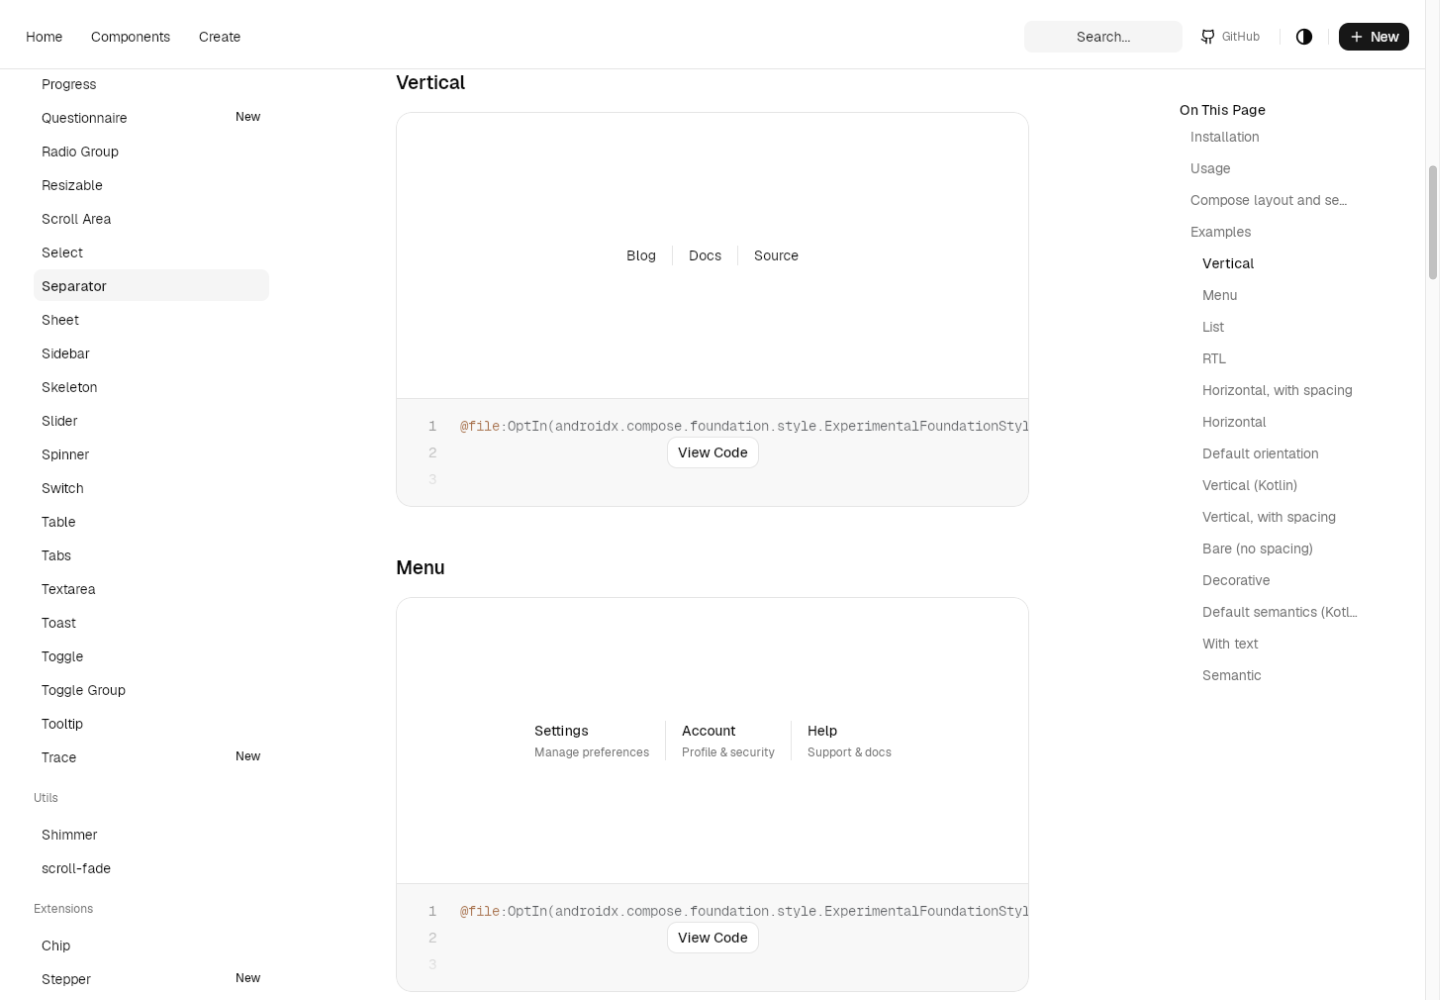 Home
Components
Create
Search...
GitHub
New
Progress
Questionnaire New
Radio Group
Resizable
Scroll Area
Select
Separator
Sheet
Sidebar
Skeleton
Slider
Spinner
Switch
Table
Tabs
Textarea
Toast
Toggle
Toggle Group
Tooltip
Trace New
Utils
Shimmer
scroll-fade
Extensions
Chip
Stepper New
Vertical
Blog
Docs
Source
1 @file:OptIn(androidx.compose.foundation.style.ExperimentalFoundationStyl
2
View Code
3
Menu
Settings
Manage preferences
Account
Profile & security
Help
Support & docs
1 @file:OptIn(androidx.compose.foundation.style.ExperimentalFoundationStyl
2
View Code
3
On This Page
Installation
Usage
Compose layout and se...
Examples
Vertical
Menu
List
RTL
Horizontal, with spacing
Horizontal
Default orientation
Vertical (Kotlin)
Vertical, with spacing
Bare (no spacing)
Decorative
Default semantics (Kotl...
With text
Semantic